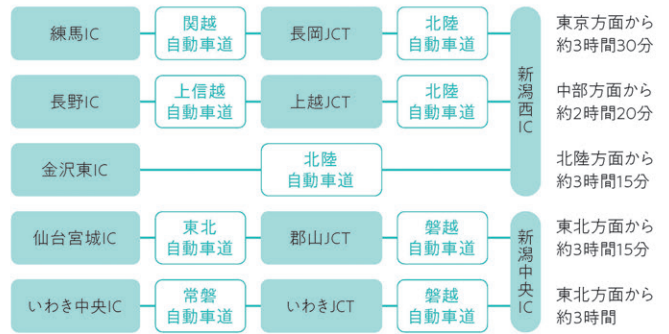 練馬IC
関越
自動車道
長岡JCT
北陸
自動車道
東京方面から
約3時間30分
長野IC
上信越
自動車道
上越JCT
北陸
自動車道
中部方面から
約2時間20分
金沢東IC
北陸
自動車道
北陸方面から
約3時間15分
新潟西IC
仙台宮城IC
東北
自動車道
郡山JCT
磐越
自動車道
東北方面から
約3時間15分
いわき中央IC
常磐
自動車道
いわきJCT
磐越
自動車道
東北方面から
約3時間
新潟中央IC